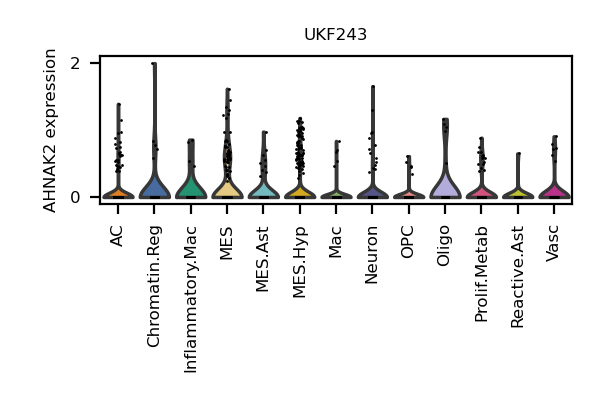 UKF243
AHNAK2 expression
2
0
AC
Chromatin.Reg
Inflammatory.Mac
MES
MES.Ast
MES.Hyp
Mac
Neuron
OPC
Oligo
Prolif.Metab
Reactive.Ast
Vasc